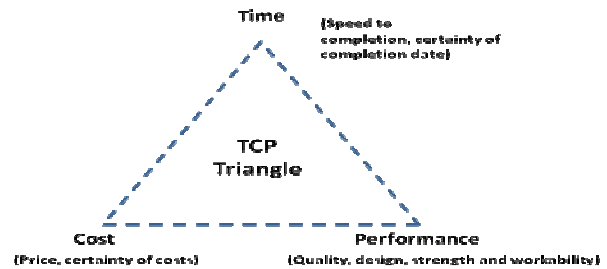 Time
(Speed to
completion, certainty of
completion date)
TCP
Triangle
Cost
Performance
(Price, certainty of costs)
(Quality, design, strength and workability)